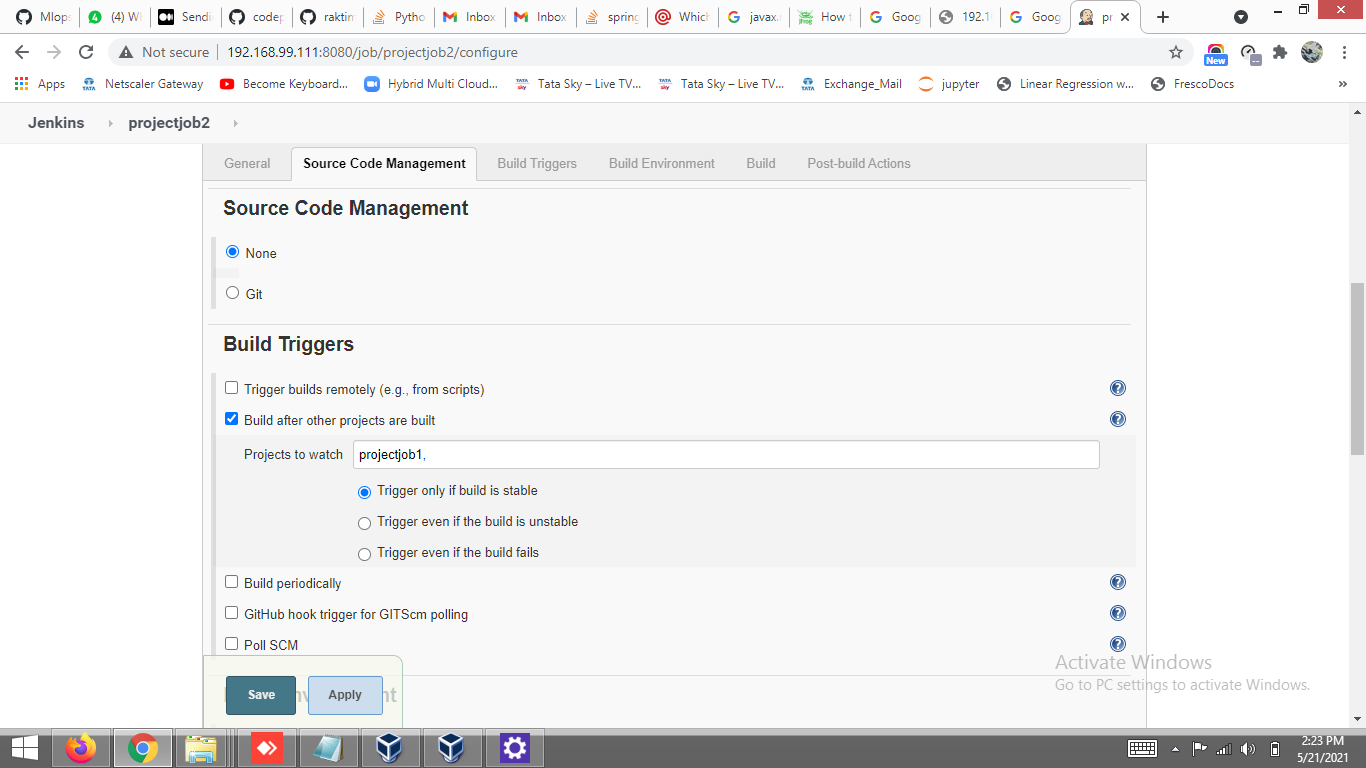 Mlops
(4) W
Sendi
codep
raktim
Pytho
Inbox
Inbox
spring
Which
javax.
How t
Goog
192.1
Goog
pr
Not secure 192.168.99.111:8080/job/projectjob2/configure
New
Apps Netscaler Gateway Become Keyboard... Hybrid Multi Cloud... Tata Sky – Live TV... Tata Sky – Live TV... Exchange_Mail jupyter Linear Regression w... FrescoDocs »
Jenkins projectjob2
General Source Code Management Build Triggers Build Environment Build Post-build Actions
Source Code Management
None
Git
Build Triggers
Trigger builds remotely (e.g., from scripts)
Build after other projects are built
Projects to watch projectjob1,
Trigger only if build is stable
Trigger even if the build is unstable
Trigger even if the build fails
Build periodically
GitHub hook trigger for GITScm polling
Poll SCM
Activate Windows
Go to PC settings to activate Windows.
Save Apply
2:23 PM
5/21/2021